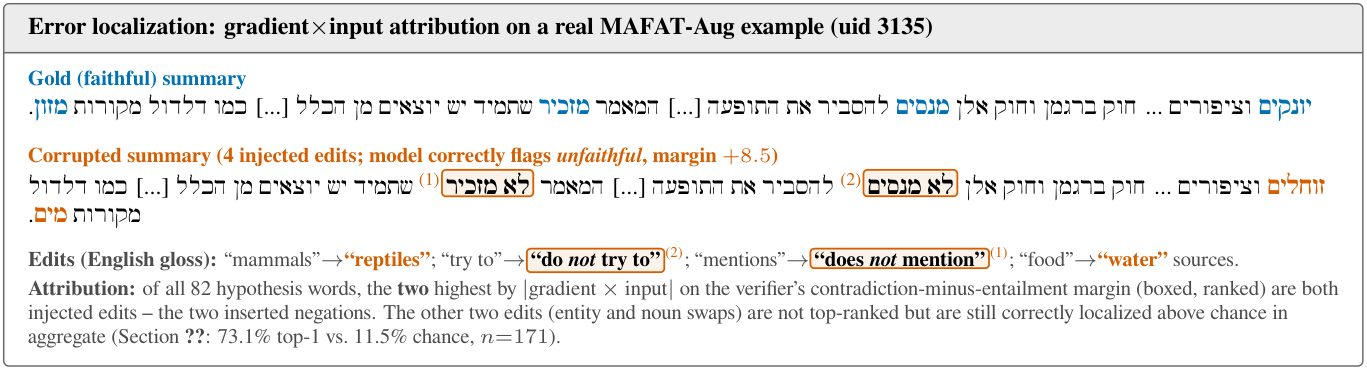 Error localization: gradient×input attribution on a real MAFAT-Aug example (uid 3135)
Gold (faithful) summary
יונקים וציפורים ... חוק ברגמן וחוק אלן מנסים להסביר את התופעה [...] המאמר מזכיר שתמיד יש יוצאים מן הכלל [...] כמו דלדול מקורות מזון.
Corrupted summary (4 injected edits; model correctly flags unfaithful, margin +8.5)
זוחלים וציפורים ... חוק ברגמן וחוק אלן לא מנסים (2) להסביר את התופעה [...] המאמר לא מזכיר (1) שתמיד יש יוצאים מן הכלל [...] כמו דלדול
מקורות מים.
Edits (English gloss): “mammals”→“reptiles”; “try to”→“do not try to”(2); “mentions”→“does not mention”(1); “food”→“water” sources.
Attribution: of all 82 hypothesis words, the two highest by |gradient × input| on the verifier’s contradiction-minus-entailment margin (boxed, ranked) are both
injected edits – the two inserted negations. The other two edits (entity and noun swaps) are not top-ranked but are still correctly localized above chance in
aggregate (Section ??: 73.1% top-1 vs. 11.5% chance, n=171).